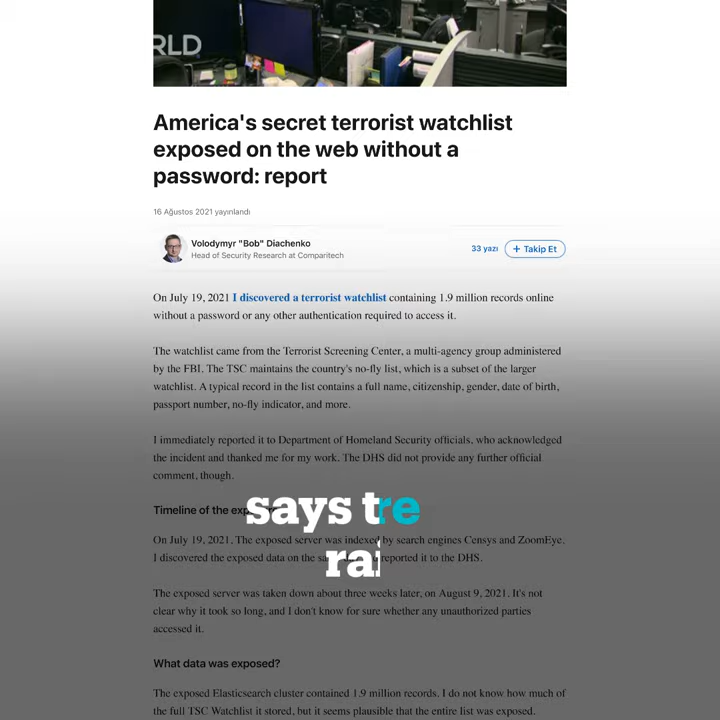 RLD
America's secret terrorist watchlist
exposed on the web without a
password: report
16 Ağustos 2021 yayınlandı
Volodymyr "Bob" Diachenko
Head of Security Research at Comparitech
33 yazı
+ Takip Et
On July 19, 2021 I discovered a terrorist watchlist containing 1.9 million records online
without a password or any other authentication required to access it.
The watchlist came from the Terrorist Screening Center, a multi-agency group administered
by the FBI. The TSC maintains the country's no-fly list, which is a subset of the larger
watchlist. A typical record in the list contains a full name, citizenship, gender, date of birth,
passport number, no-fly indicator, and more.
I immediately reported it to Department of Homeland Security officials, who acknowledged
the incident and thanked me for my work. The DHS did not provide any further official
comment, though.
Timeline of the
says tre
On July 19, 2021, The exposed server was indexed by search engines Censys and ZoomEye.
I discovered the exposed data on the reported it to the DHS.
rai
The exposed server was taken down about three weeks later, on August 9, 2021. It's not
clear why it took so long, and I don't know for sure whether any unauthorized parties
accessed it.
What data was exposed?
The exposed Elasticsearch cluster contained 1.9 million records. I do not know how much of
the full TSC Watchlist it stored, but it seems plausible that the entire list was exposed.